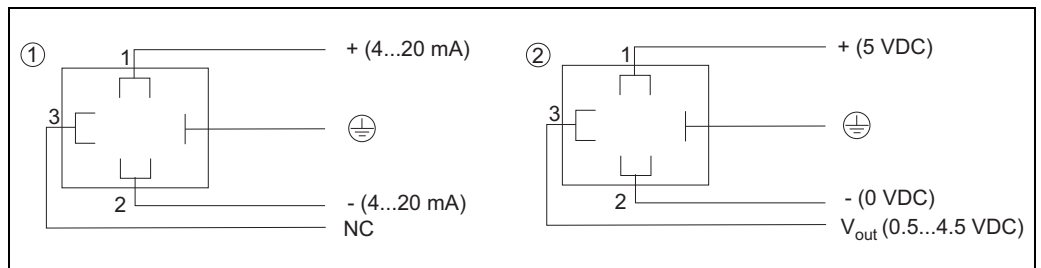 ①
1
+ (4...20 mA)
3
2
- (4...20 mA)
NC
②
1
+ (5 VDC)
3
2
- (0 VDC)
Vout (0.5...4.5 VDC)